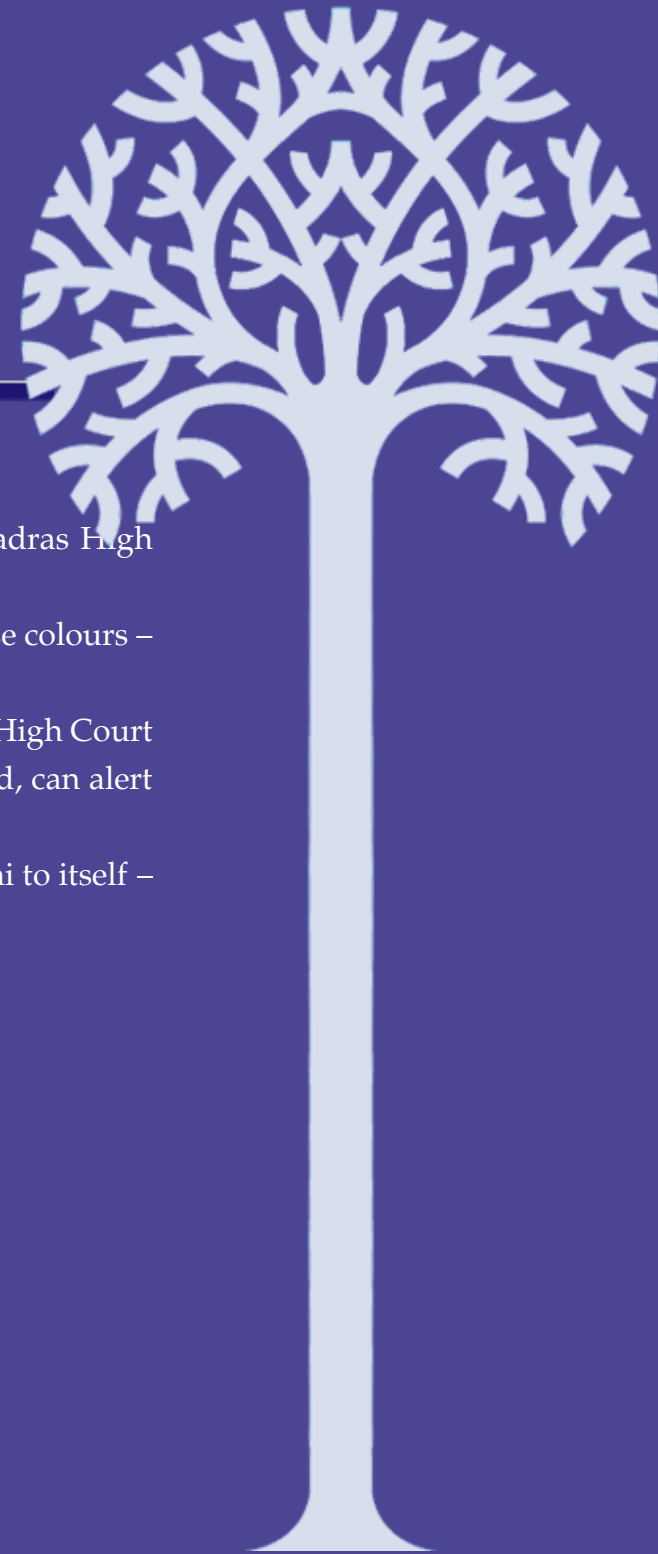 adras High
e colours –
High Court
d, can alert
ni to itself –